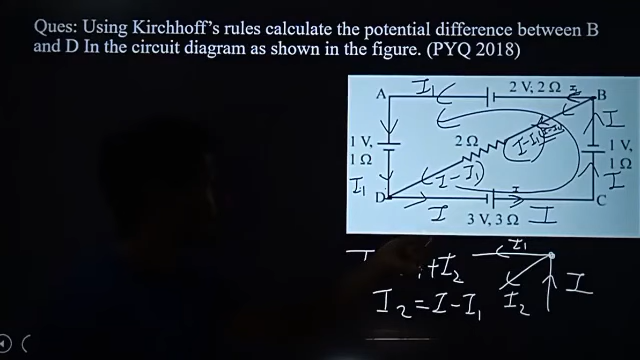 Ques: Using Kirchhoff's rules calculate the potential difference between B
and D In the circuit diagram as shown in the figure. (PYQ 2018)
I₁
2 V, 2 Ω
I₁
A
B
I
1 V,
1 Ω
2 Ω
I-I₁
1 V,
1 Ω
I-I₁
I
I₁
D
I
I
C
I
3 V, 3 Ω
I
I₁
+I₂
I₂ = I-I₁
I₂
I